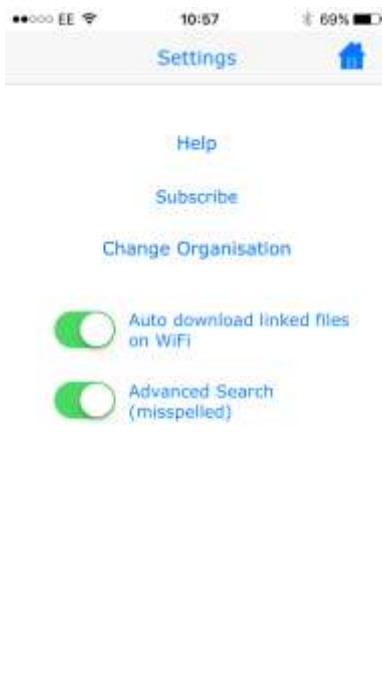 EE 10:57 69%
Settings
Help
Subscribe
Change Organisation
Auto download linked files
on WiFi
Advanced Search
(misspelled)